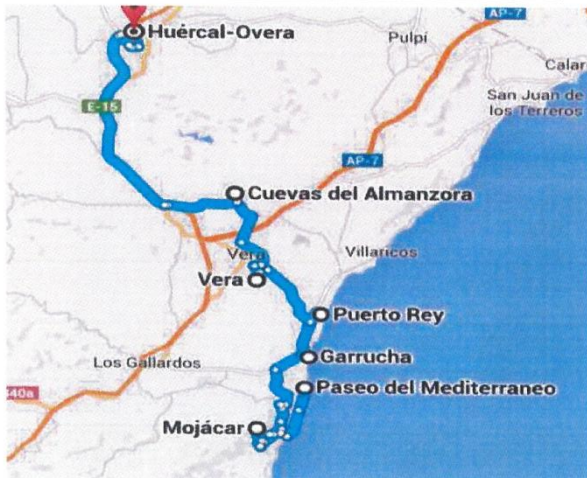 AP-7
Huércal-Overa
Pulpí
Calar
E-15
San Juan de
los Terreros
AP-7
Cuevas del Almanzora
Vera
Villaricos
Vera
Puerto Rey
Garrucha
Los Gallardos
Paseo del Mediterraneo
340a
Mojácar